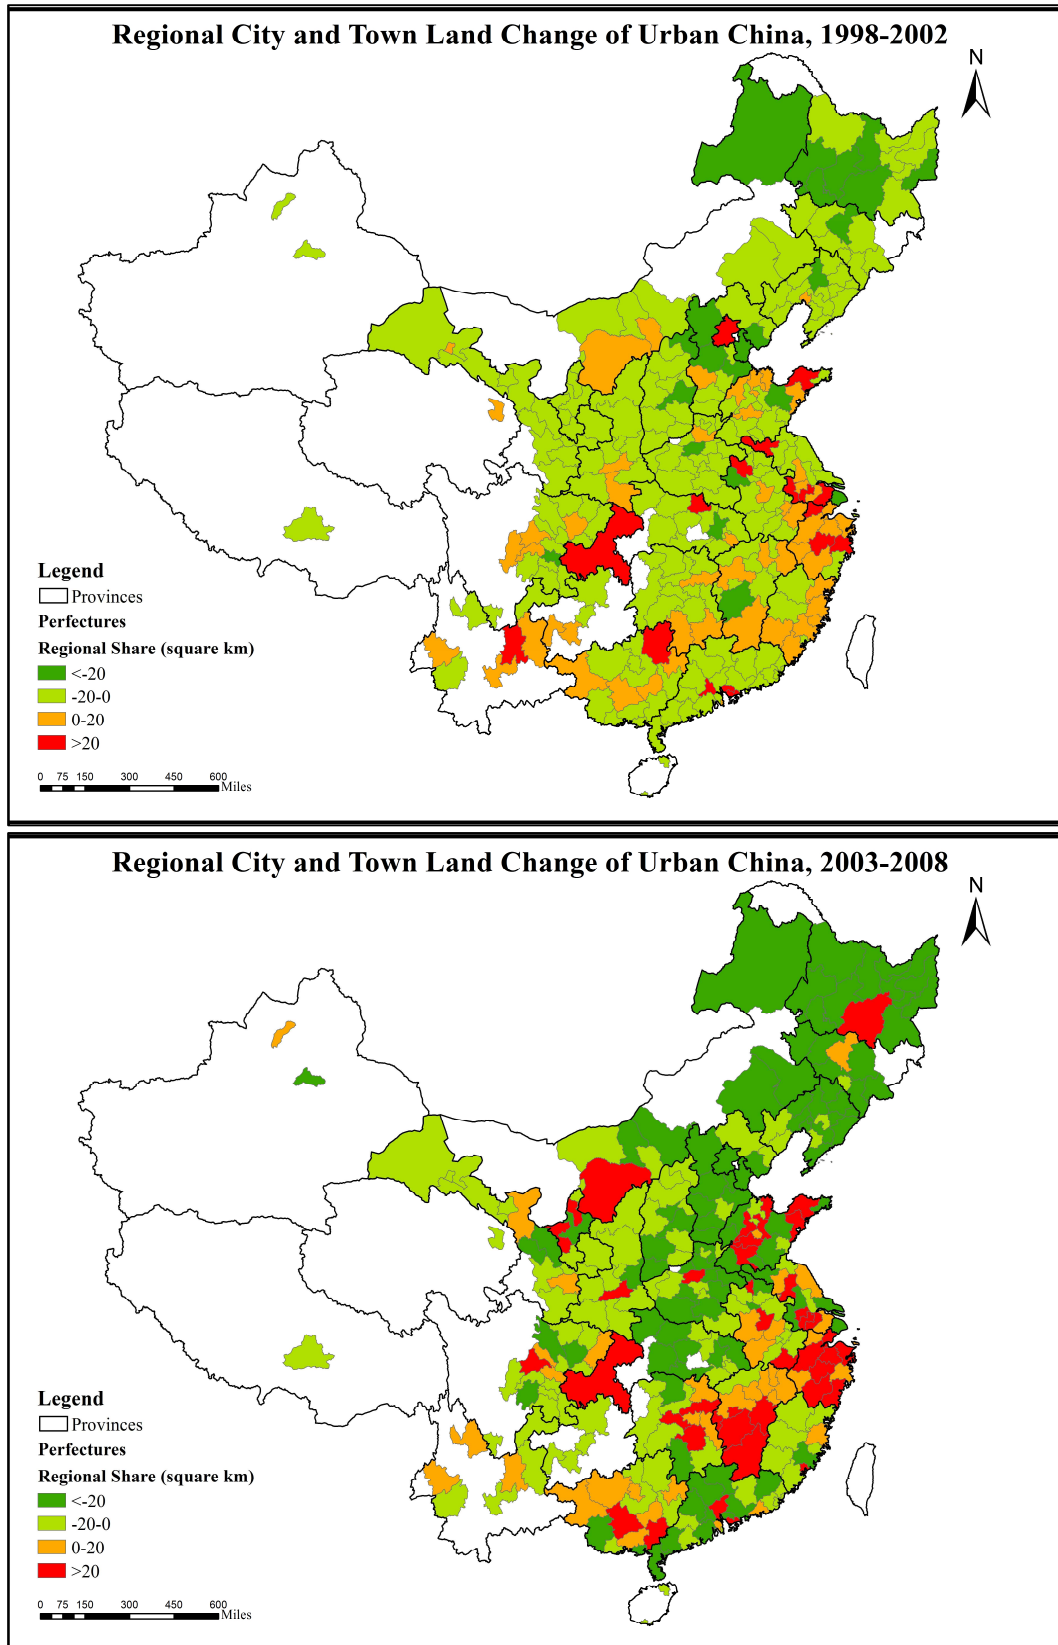 Regional City and Town Land Change of Urban China, 1998-2002
N
Legend
Provinces
Perfectures
Regional Share (square km)
<-20
-20-0
0-20
>20
0 75 150 300 450 600
Miles
Regional City and Town Land Change of Urban China, 2003-2008
N
Legend
Provinces
Perfectures
Regional Share (square km)
<-20
-20-0
0-20
>20
0 75 150 300 450 600
Miles